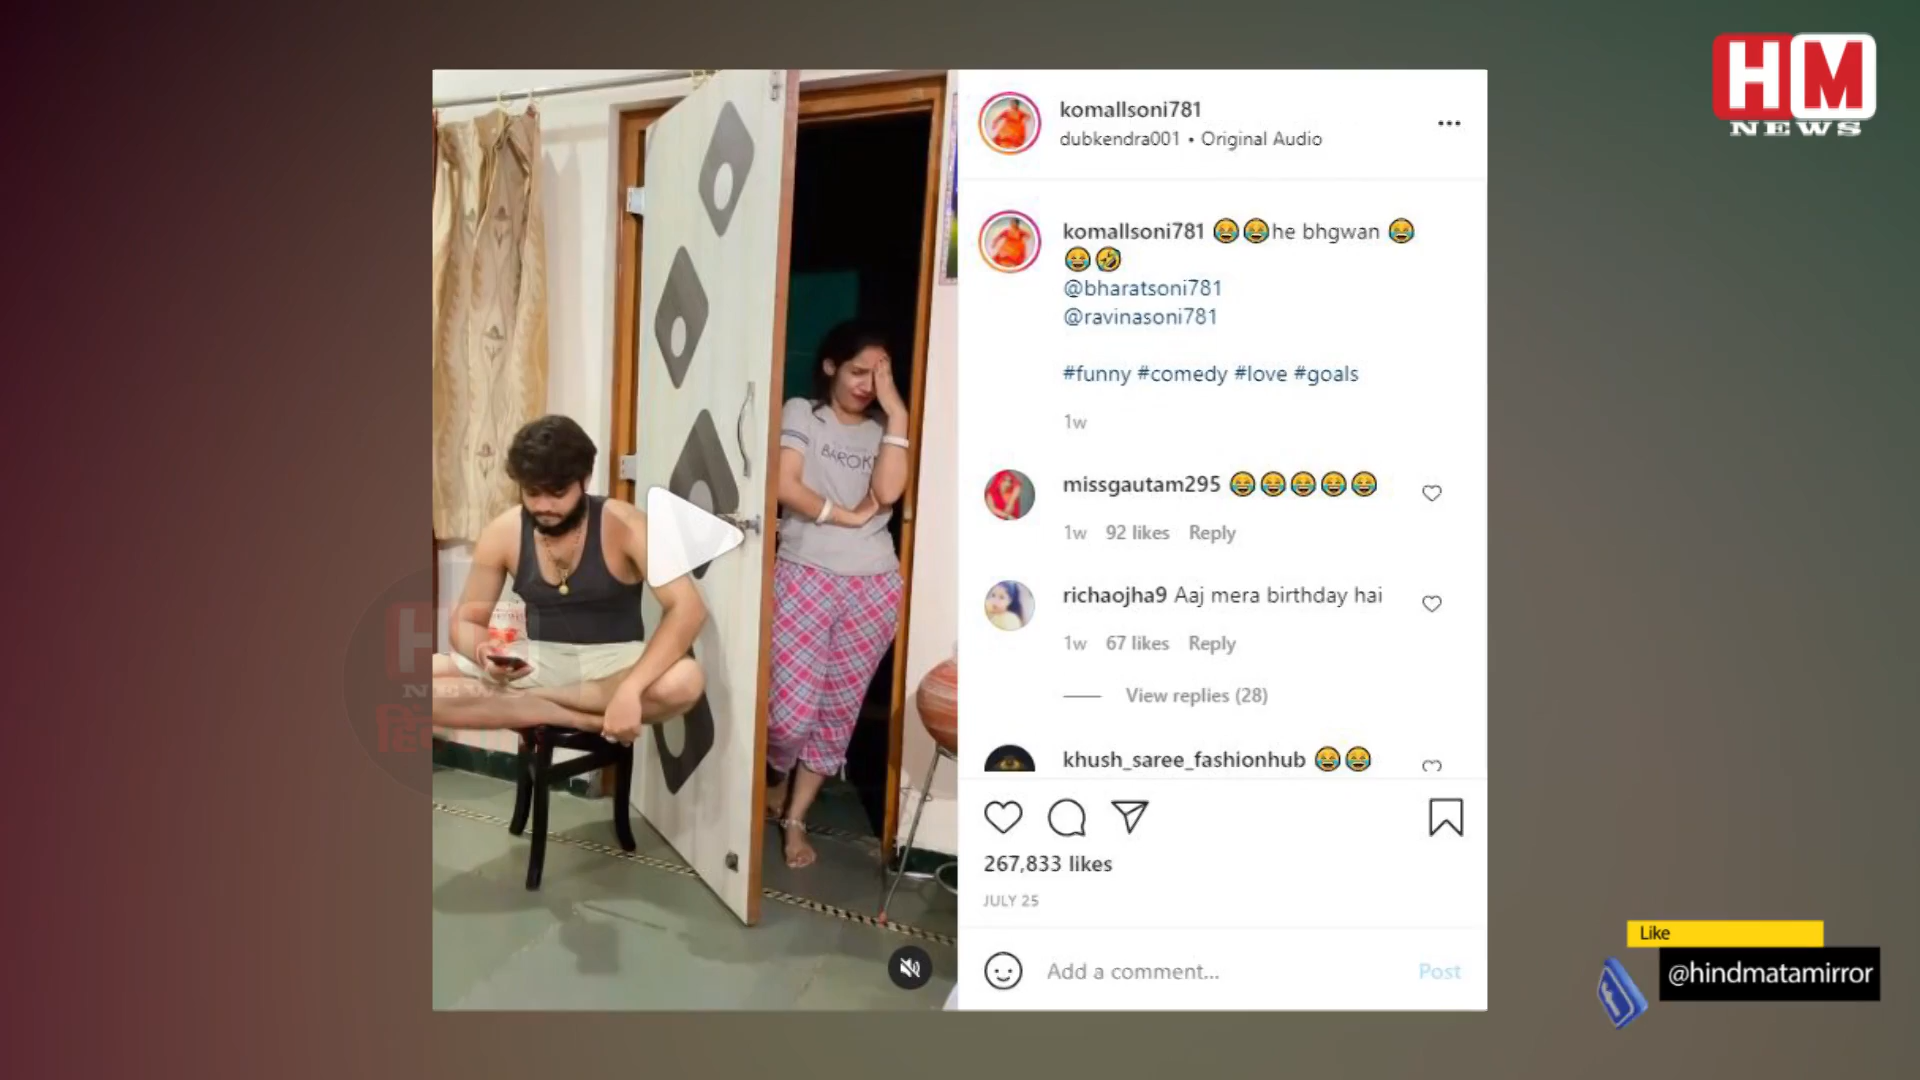 HM
NEWS
komallsoni781
dubkendra001 • Original Audio
komallsoni781 😂😂he bhgwan 😂
😂🤣
@bharatsoni781
@ravinasoni781
#funny #comedy #love #goals
1w
missgautam295 😂😂😂😂😂
1w 92 likes Reply
richaojha9 Aaj mera birthday hai
1w 67 likes Reply
View replies (28)
khush_saree_fashionhub 😂😂
267,833 likes
JULY 25
Add a comment... Post
H
NEWS
Like
@hindmatamirror